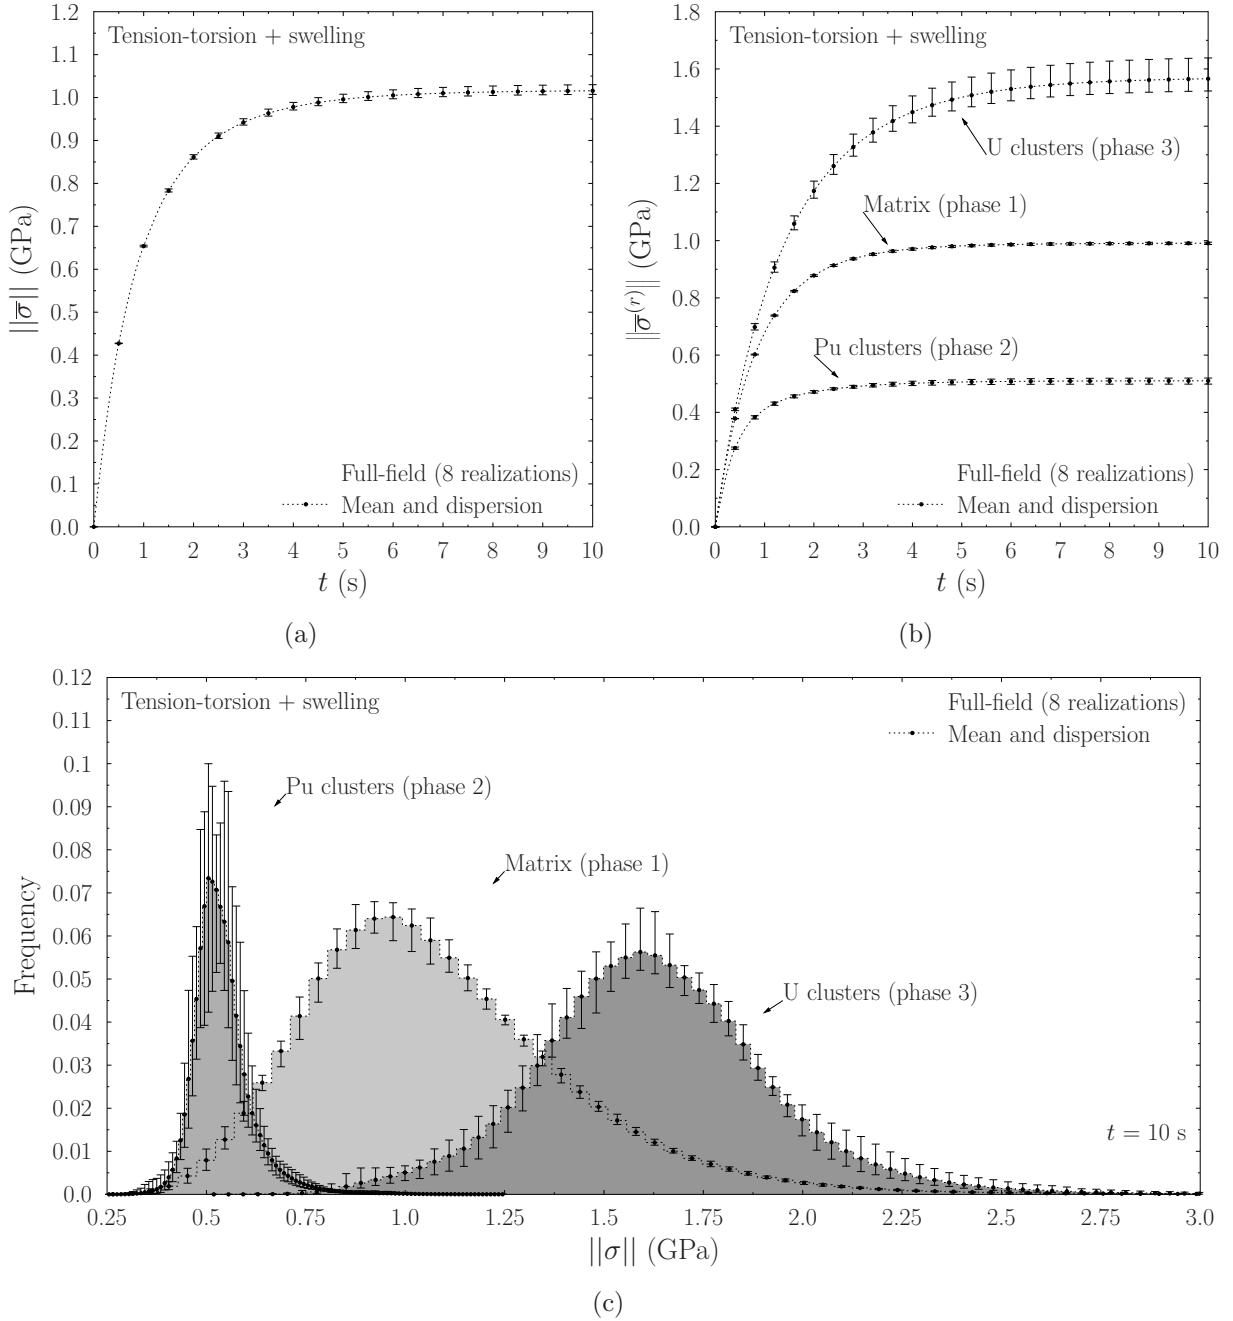 1.2
1.1
1.0
0.9
0.8
0.7
0.6
0.5
0.4
0.3
0.2
0.1
0.0
||σ̿|| (GPa)
Tension-torsion + swelling
Full-field (8 realizations)
Mean and dispersion
0 1 2 3 4 5 6 7 8 9 10
t (s)
(a)
1.8
1.6
1.4
1.2
1.0
0.8
0.6
0.4
0.2
0.0
||σ̿^(r)|| (GPa)
Tension-torsion + swelling
U clusters (phase 3)
Matrix (phase 1)
Pu clusters (phase 2)
Full-field (8 realizations)
Mean and dispersion
0 1 2 3 4 5 6 7 8 9 10
t (s)
(b)
0.12
0.11
0.1
0.09
0.08
0.07
0.06
0.05
0.04
0.03
0.02
0.01
0.0
Frequency
Tension-torsion + swelling
Full-field (8 realizations)
Mean and dispersion
Pu clusters (phase 2)
Matrix (phase 1)
U clusters (phase 3)
t = 10 s
0.25 0.5 0.75 1.0 1.25 1.5 1.75 2.0 2.25 2.5 2.75 3.0
||σ|| (GPa)
(c)